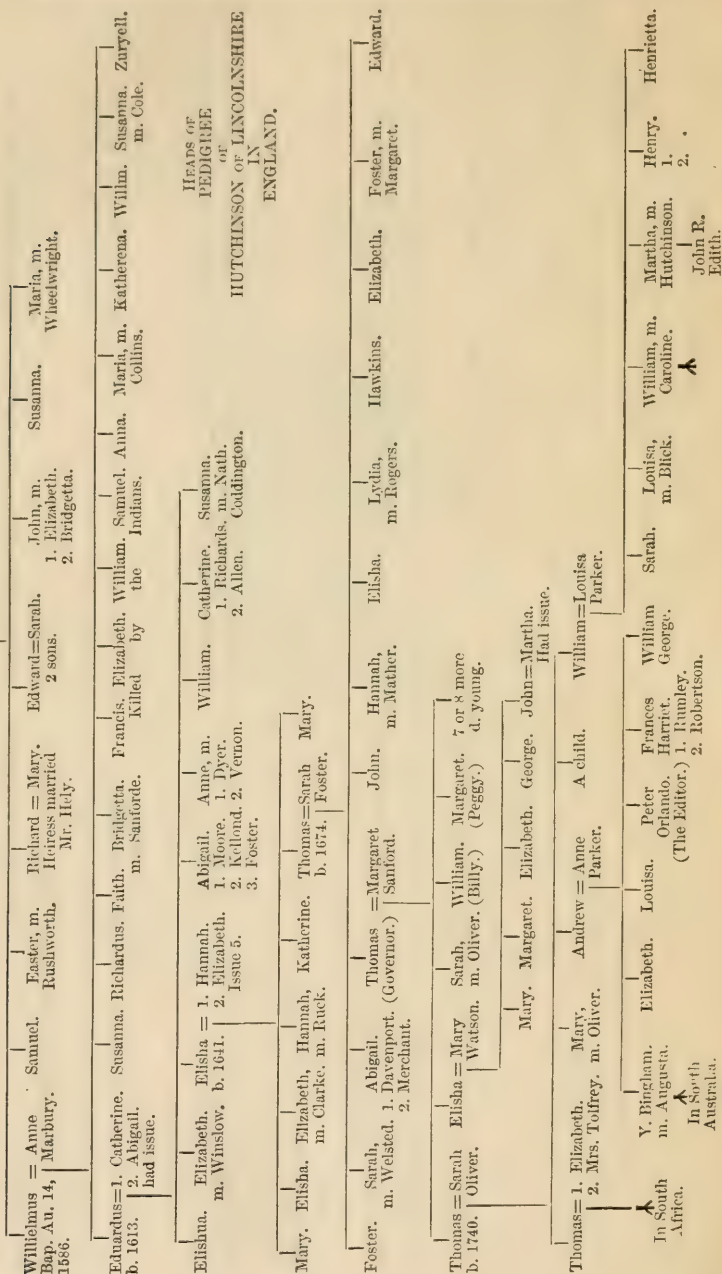 Willielmus = Anne Samuel. Easter, m. Richard = Mary. Edward=Sarah. John, m. Susanna. Maria, m.
Bap. Au. 14, Marbury. Rushworth. Heiress married 2 sons. 1. Elizabeth. Wheelwright.
1586. Mr. Hely. 2. Bridgetta.
Eduardus=1. Catherine. Susanna. Richardus. Faith. Bridgetta. Francis. Elizabeth. William. Samuel. Anna. Maria, m. Katherena. Willm. Susanna. Zuryell.
b. 1613. 2. Abigail. m. Sanforde. Killed by the Indians. Collins. m. Cole.
had issue.
HEADS OF
PEDIGREE
OF
HUTCHINSON OF LINCOLNSHIRE
IN
ENGLAND.
Elishua. Elizabeth. Elisha = 1. Hannah. Abigail. Anne, m. William. Catherine. Susanna.
m. Winslow. b. 1641. 2. Elizabeth. 1. Moore. 1. Dyer. 1. Richards. m. Nath.
Issue 5. 2. Kellond. 2. Vernon. 2. Allen. Coddington.
3. Foster.
Mary. Elisha. Elizabeth, Hannah, Katherine. Thomas=Sarah Mary.
m. Clarke. m. Ruck. b. 1674. Foster.
Foster. Sarah, Abigail. Thomas =Margaret John. Hannah, Elisha. Lydia, Hawkins. Elizabeth. Foster, m. Edward.
m. Welsted. 1. Davenport. (Governor.) Sanford. m. Mather. m. Rogers. Margaret.
2. Merchant.
Thomas=Sarah Elisha=Mary Sarah, William. Margaret. 7 or 8 more
b. 1740. Oliver. Watson. m. Oliver. (Billy.) (Peggy.) d. young.
Mary. Margaret. Elizabeth. George. John=Martha.
Had issue.
Thomas= 1. Elizabeth. Mary, Andrew = Anne A child. William=Louisa
2. Mrs. Tolfrey. m. Oliver. Parker. Parker.
In South
Africa.
Y. Bingham. Elizabeth. Louisa. Peter Frances William
m. Augusta. Orlando. Harriet. George.
In South (The Editor.) 1. Rumley.
Australia. 2. Robertson.
Sarah. Louisa, William, m. Martha, m. Henry. Henrietta.
m. Blick. Caroline. Hutchinson. 1.
John R. 2. .
Edith.